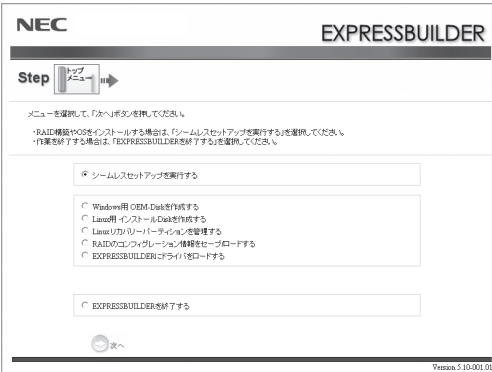 NEC
EXPRESSBUILDER
Step トップメニュー
メニューを選択して、「次へ」ボタンを押してください。
・RAID構築やOSをインストールする場合は、「シームレスセットアップを実行する」を選択してください。
・作業を終了する場合は、「EXPRESSBUILDERを終了する」を選択してください。
シームレスセットアップを実行する
Windows用 OEM-Diskを作成する
Linux用 インストールDiskを作成する
Linuxリカバリーパーティションを管理する
RAIDのコンフィグレーション情報をセーブ/ロードする
EXPRESSBUILDERにドライバをロードする
EXPRESSBUILDERを終了する
次へ
Version.5.10-001.01